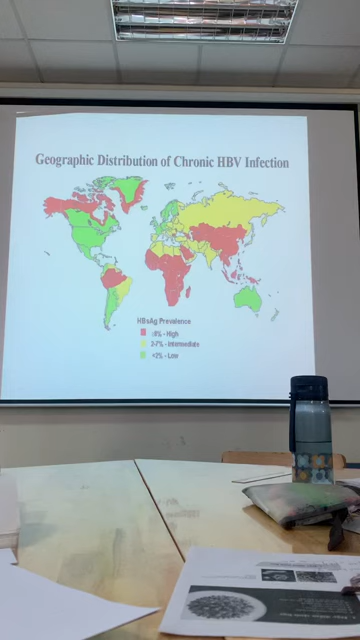 Geographic Distribution of Chronic HBV Infection
HBsAg Prevalence
≥8% - High
2-7% - Intermediate
<2% - Low